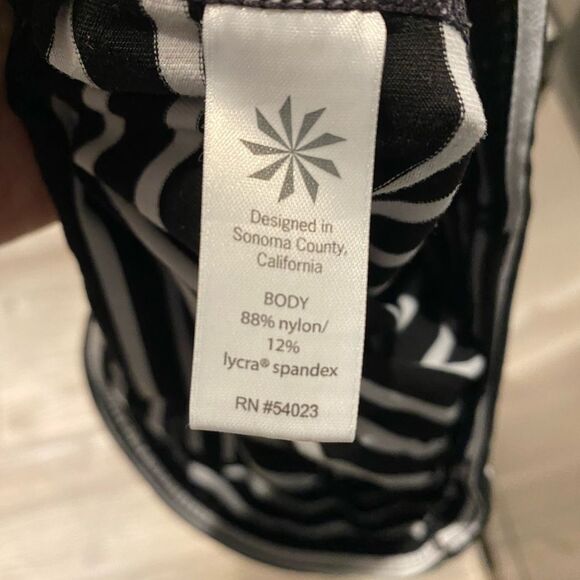 Designed in
Sonoma County,
California
BODY
88% nylon/
12%
lycra® spandex
RN #54023